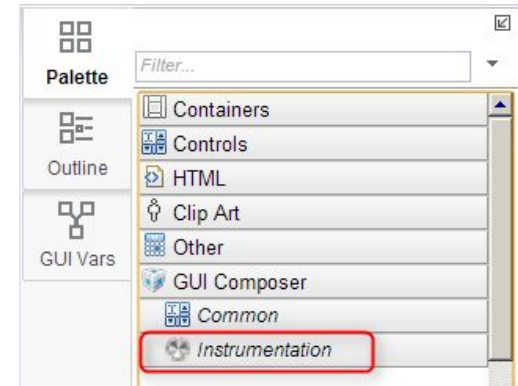 Palette
Filter...
Containers
Controls
Outline
HTML
Clip Art
GUI Vars
Other
GUI Composer
Common
Instrumentation